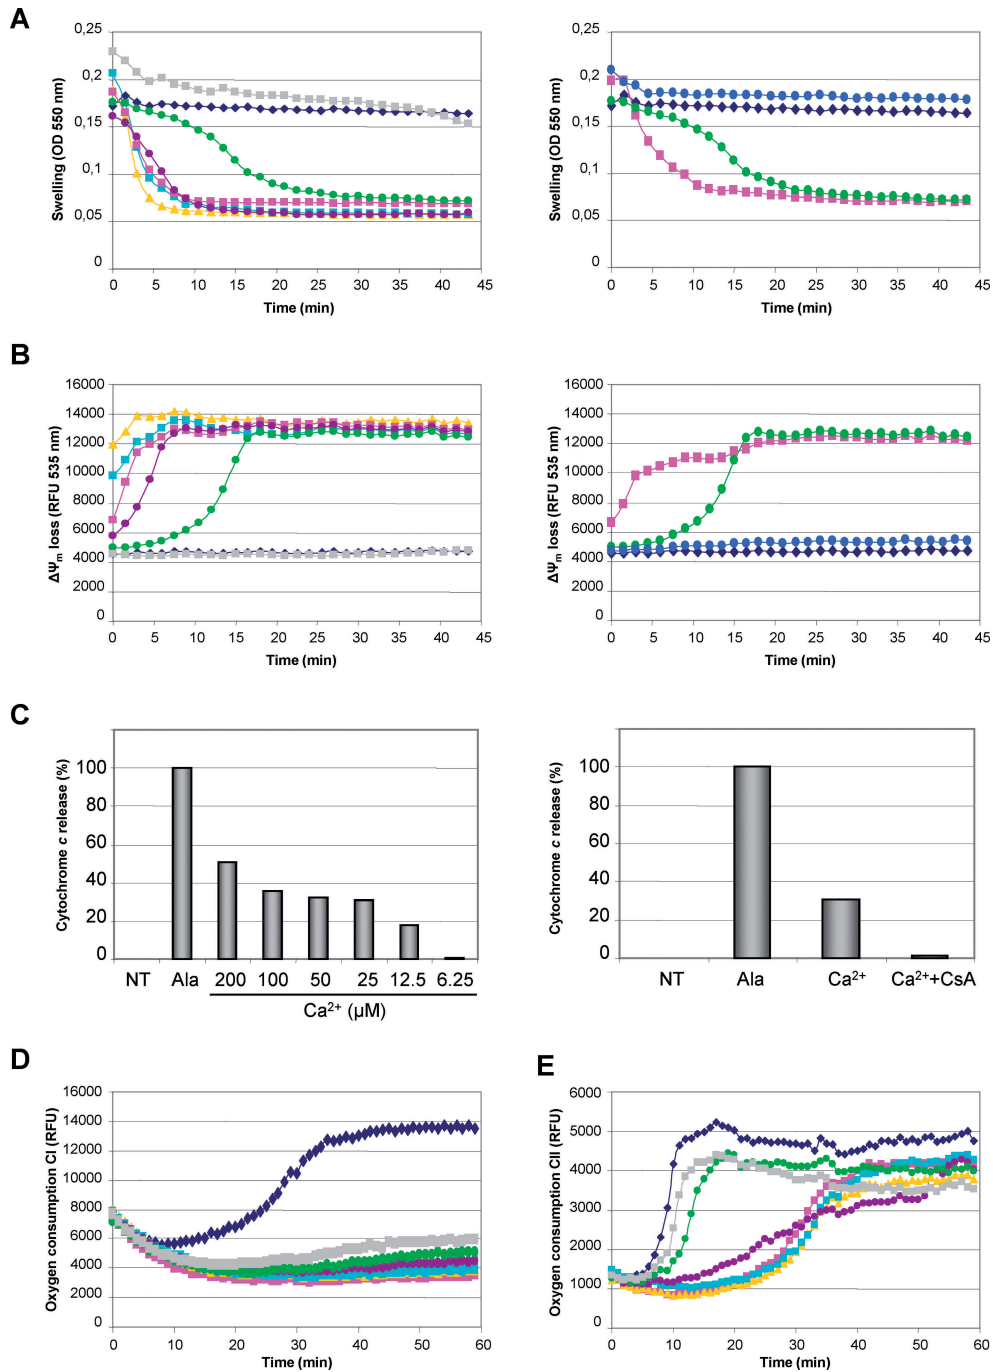 A
Swelling (OD 550 nm)
0,25
0,2
0,15
0,1
0,05
0
0 5 10 15 20 25 30 35 40 45
Time (min)
Swelling (OD 550 nm)
0,25
0,2
0,15
0,1
0,05
0
0 5 10 15 20 25 30 35 40 45
Time (min)
B
ΔΨm loss (RFU 535 nm)
16000
14000
12000
10000
8000
6000
4000
2000
0
0 5 10 15 20 25 30 35 40 45
Time (min)
ΔΨm loss (RFU 535 nm)
16000
14000
12000
10000
8000
6000
4000
2000
0
0 5 10 15 20 25 30 35 40 45
Time (min)
C
Cytochrome c release (%)
100
80
60
40
20
0
NT Ala 200 100 50 25 12.5 6.25
Ca²⁺ (µM)
Cytochrome c release (%)
100
80
60
40
20
0
NT Ala Ca²⁺ Ca²⁺+CsA
D
Oxygen consumption CII (RFU)
16000
14000
12000
10000
8000
6000
4000
2000
0
0 10 20 30 40 50 60
Time (min)
E
Oxygen consumption CII (RFU)
6000
5000
4000
3000
2000
1000
0
0 10 20 30 40 50 60
Time (min)